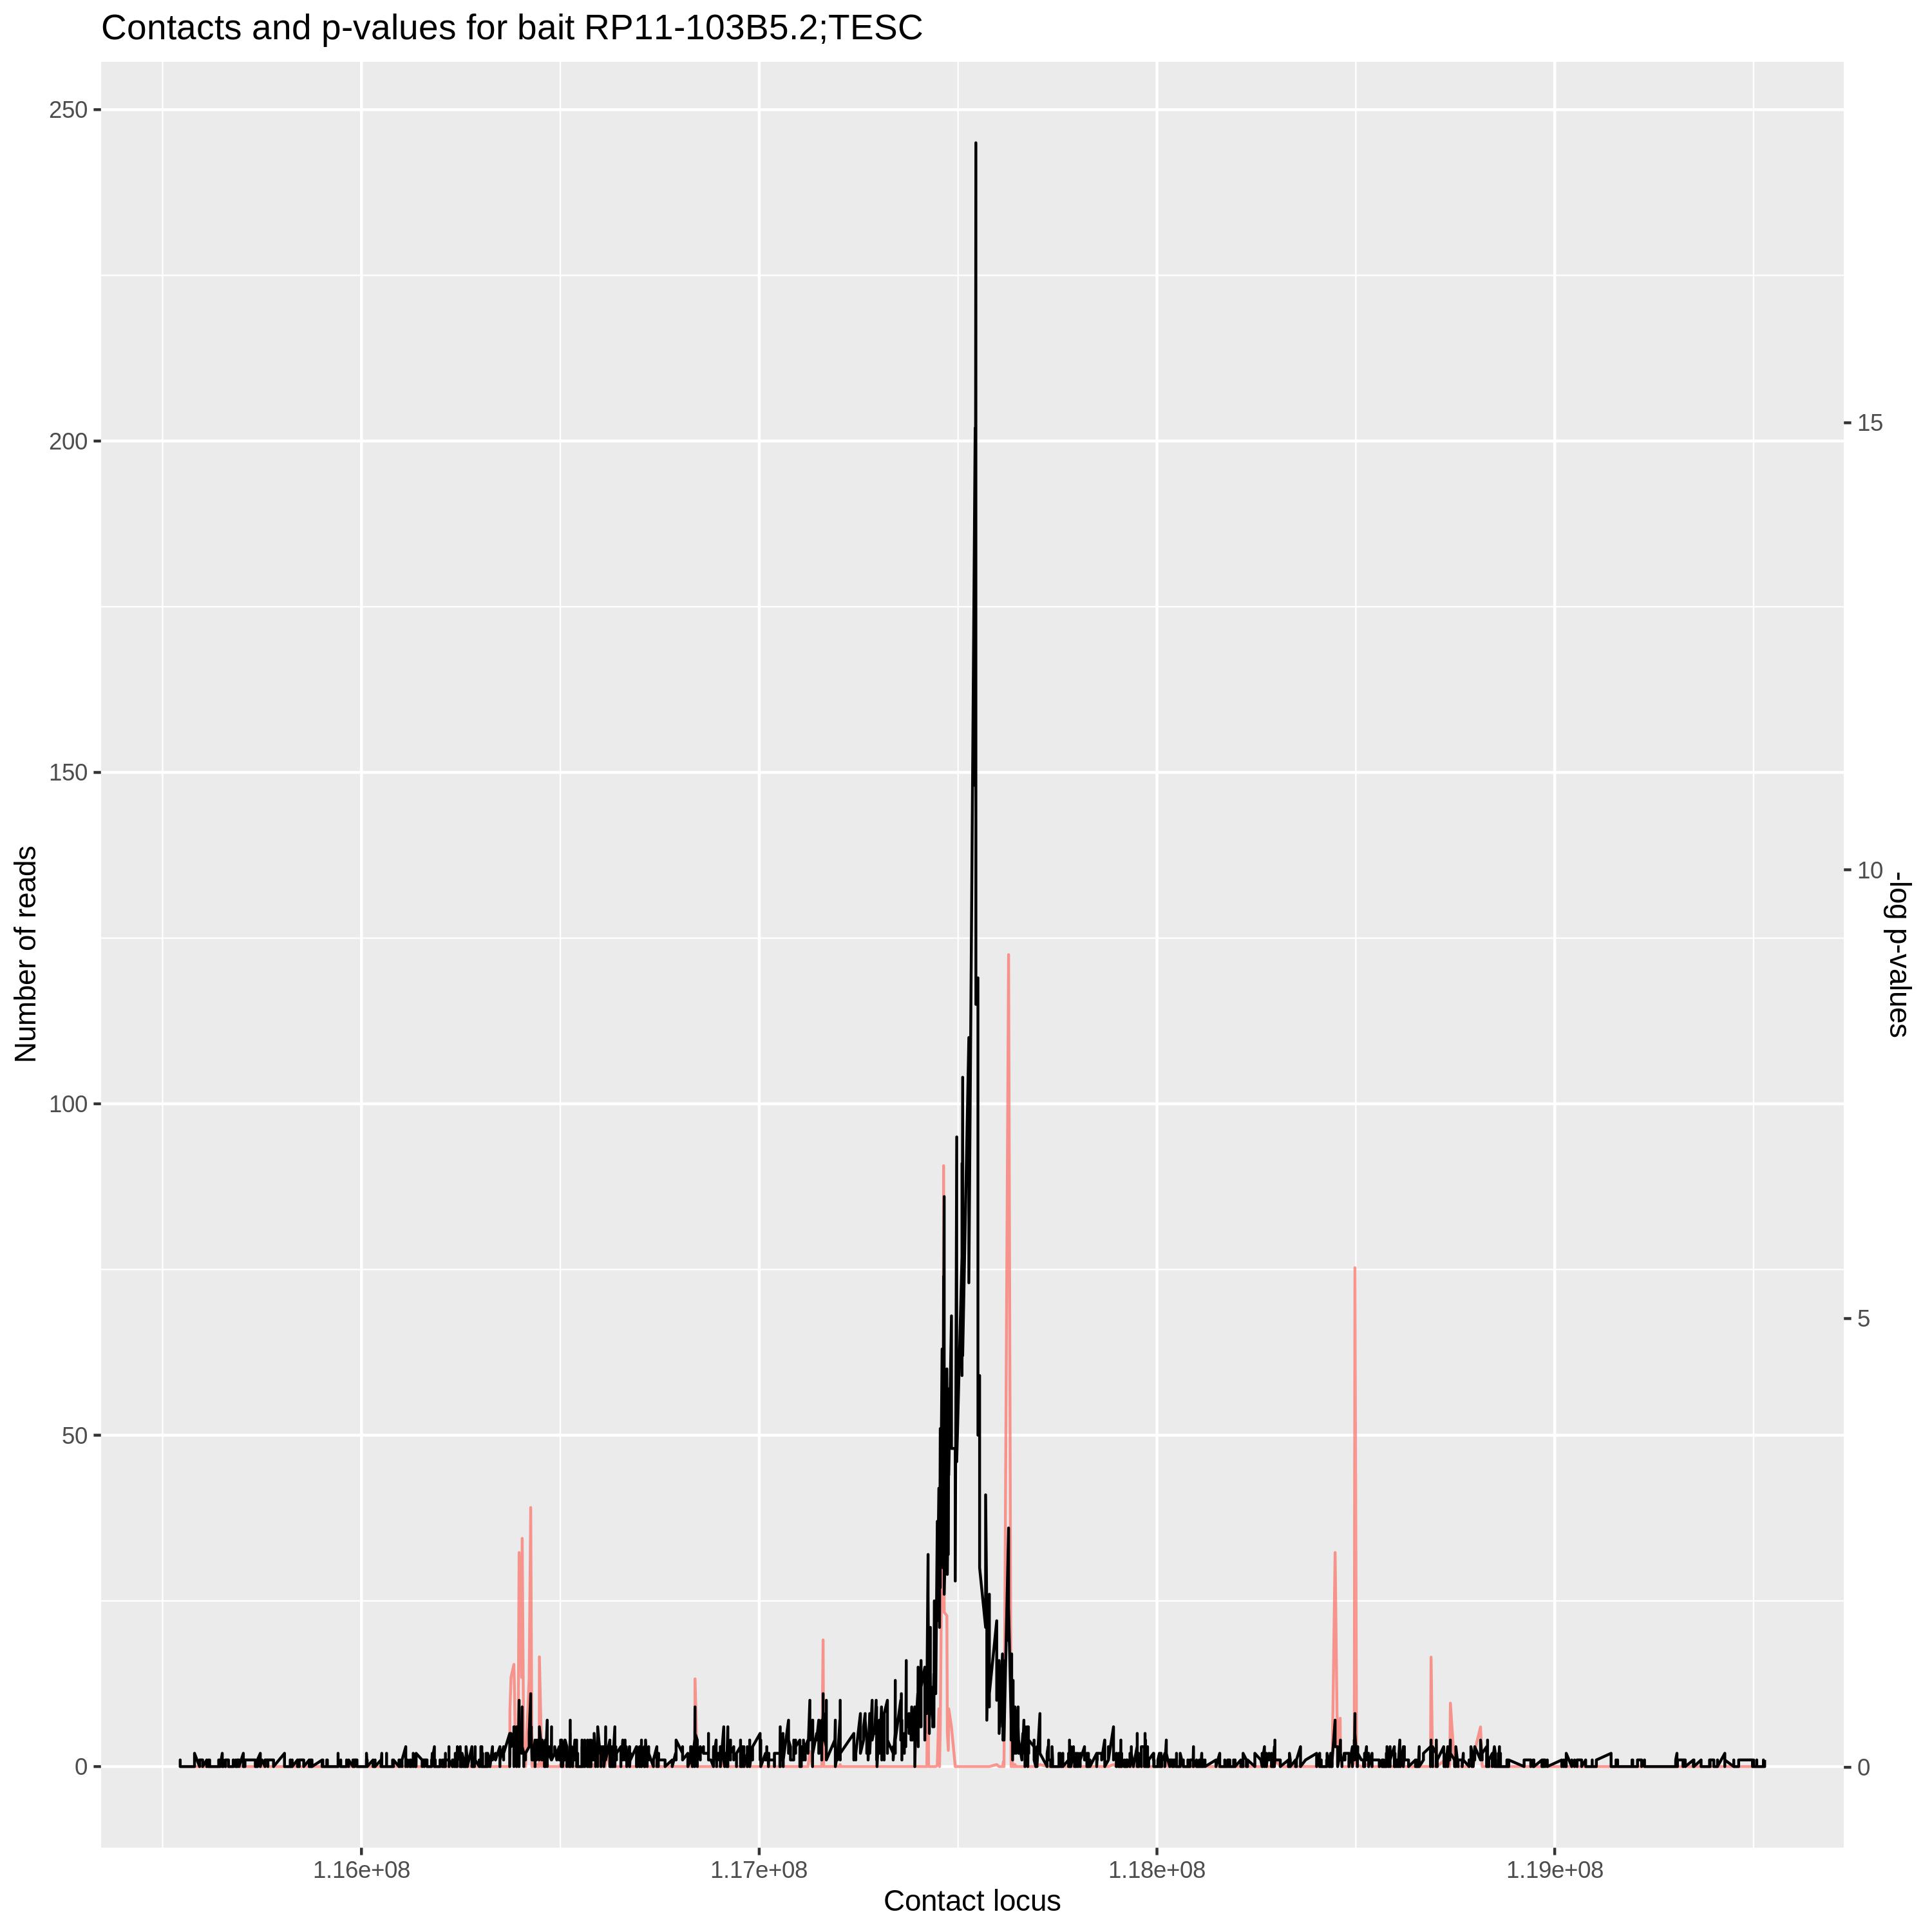 Contacts and p-values for bait RP11-103B5.2;TESC
250
200
150
100
50
0
Number of reads
15
10
5
0
-log p-values
1.16e+08 1.17e+08 1.18e+08 1.19e+08
Contact locus